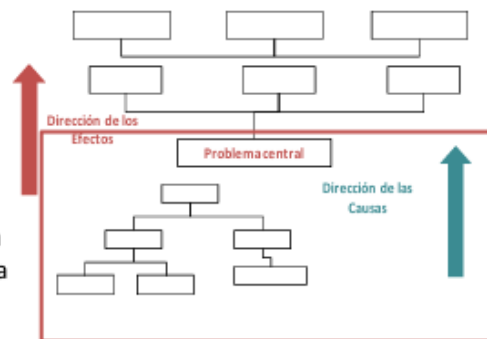 Dirección de los
Efectos
Problema central
Dirección de las
Causas
a